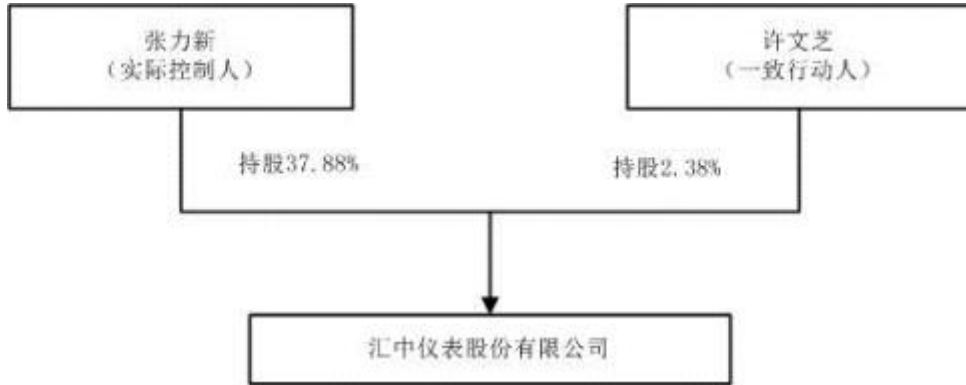 张力新
（实际控制人）
许文芝
（一致行动人）
持股37.88%
持股2.38%
汇中仪表股份有限公司